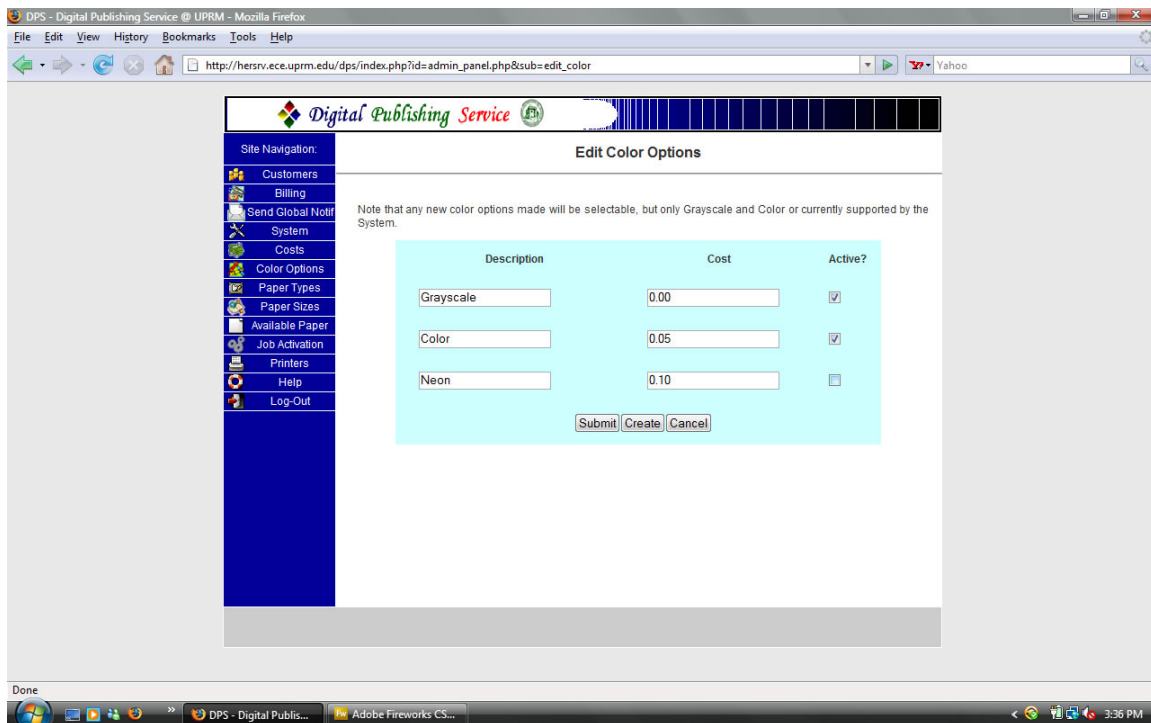 DPS - Digital Publishing Service @ UPRM - Mozilla Firefox
File Edit View History Bookmarks Tools Help
http://hersrv.ece.uprm.edu/dps/index.php?id=admin_panel.php&sub=edit_color
Yahoo
Digital Publishing Service
Site Navigation:
Customers
Billing
Send Global Notif
System
Costs
Color Options
Paper Types
Paper Sizes
Available Paper
Job Activation
Printers
Help
Log-Out
Edit Color Options
Note that any new color options made will be selectable, but only Grayscale and Color or currently supported by the
System.
Description Cost Active?
Grayscale 0.00
Color 0.05
Neon 0.10
Submit Create Cancel
Done
DPS - Digital Publis... Adobe Fireworks CS... 3:36 PM